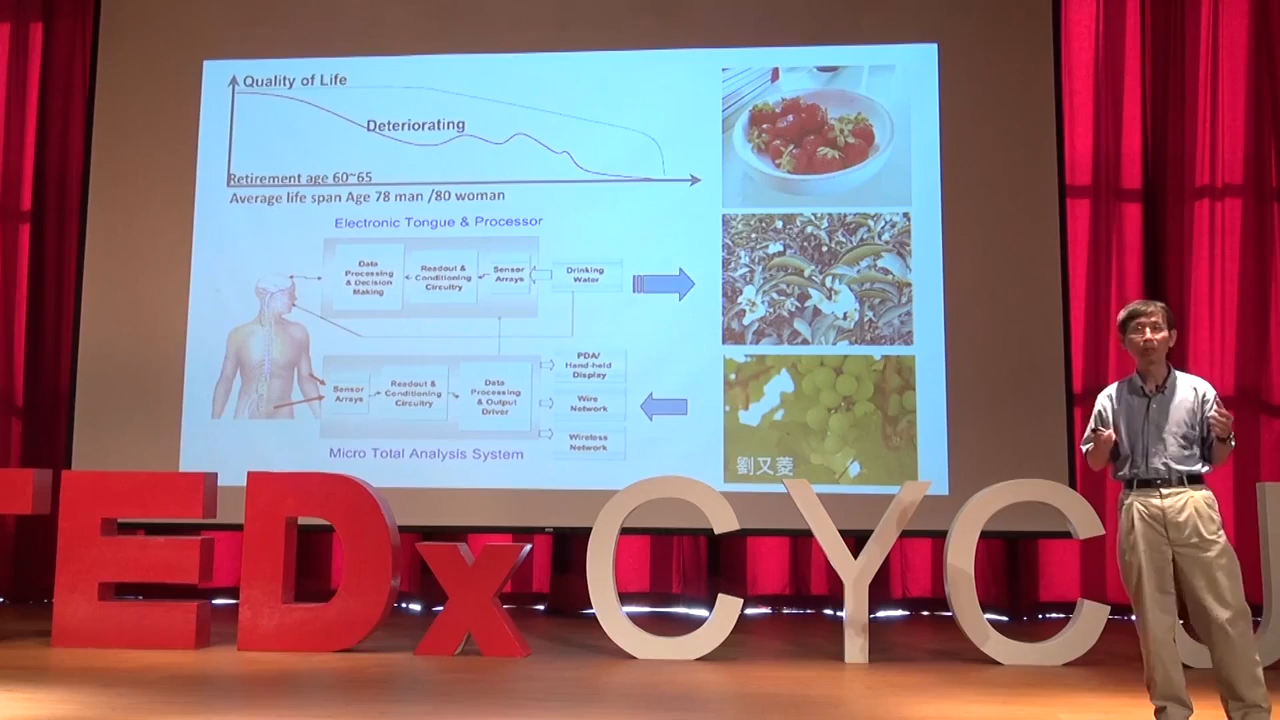 Quality of Life
Deteriorating
Retirement age 60~65
Average life span Age 78 man /80 woman
Electronic Tongue & Processor
Data
Processing
& Decision
Making
Readout &
Conditioning
Circuitry
Sensor
Arrays
Drinking
Water
Sensor
Arrays
Readout &
Conditioning
Circuitry
Data
Processing
& Output
Driver
PDA/
Hand-held
Display
Wire
Network
Wireless
Network
Micro Total Analysis System
劉又菱
TEDx CYCU